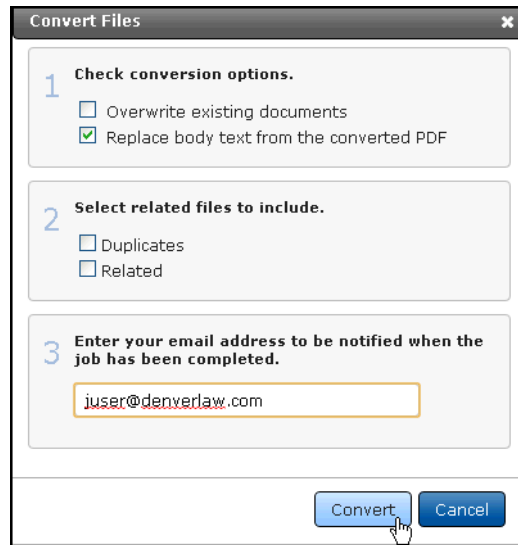 Convert Files
1
Check conversion options.
Overwrite existing documents
Replace body text from the converted PDF
2
Select related files to include.
Duplicates
Related
3
Enter your email address to be notified when the
job has been completed.
juser@denverlaw.com
Convert Cancel